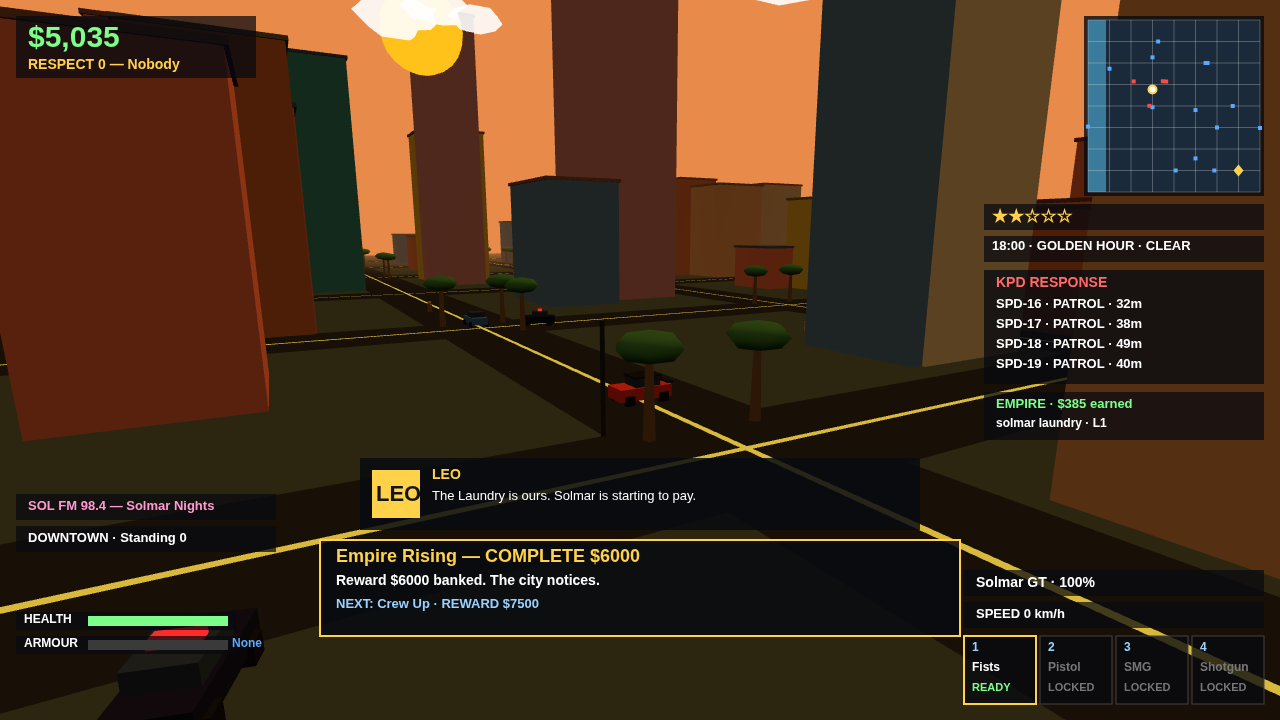 $5,035
RESPECT 0 — Nobody
★★☆☆☆
18:00 · GOLDEN HOUR · CLEAR
KPD RESPONSE
SPD-16 · PATROL · 32m
SPD-17 · PATROL · 38m
SPD-18 · PATROL · 49m
SPD-19 · PATROL · 40m
EMPIRE · $385 earned
solmar laundry · L1
LEO
LEO
The Laundry is ours. Solmar is starting to pay.
SOL FM 98.4 — Solmar Nights
DOWNTOWN · Standing 0
Empire Rising — COMPLETE $6000
Reward $6000 banked. The city notices.
NEXT: Crew Up · REWARD $7500
Solmar GT · 100%
SPEED 0 km/h
HEALTH
ARMOUR None
1 Fists READY
2 Pistol LOCKED
3 SMG LOCKED
4 Shotgun LOCKED